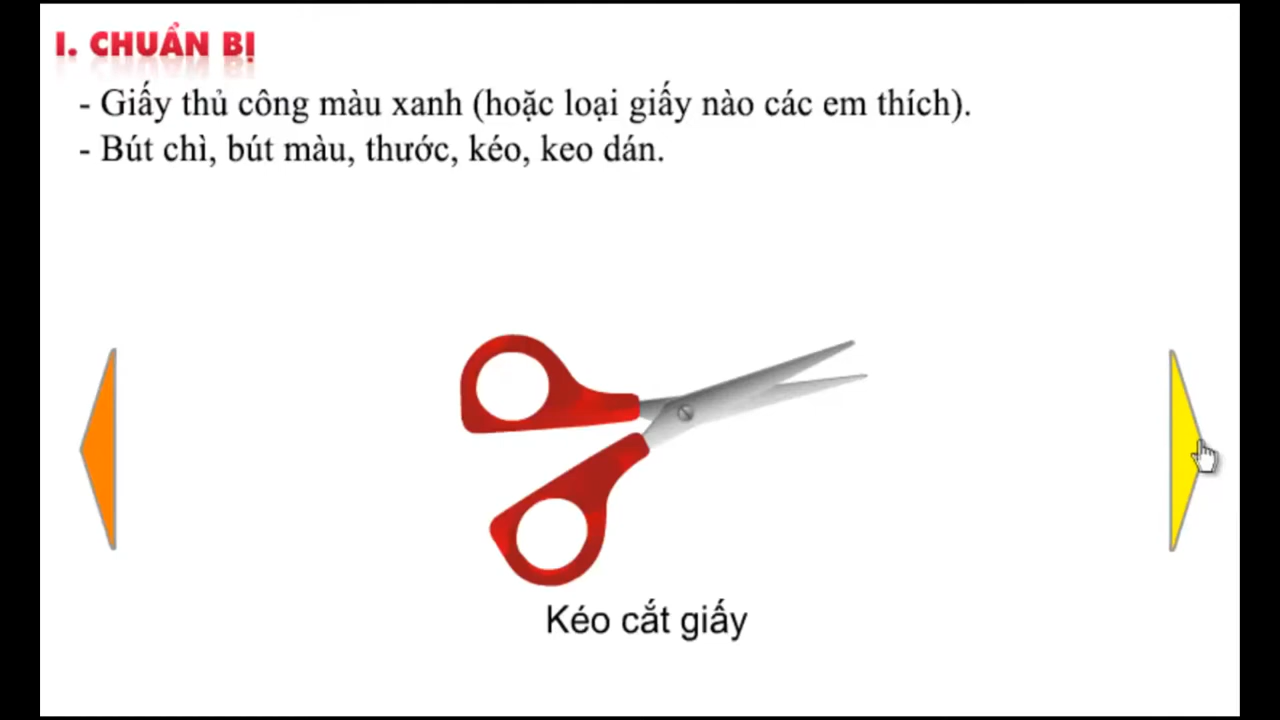 I. CHUẨN BỊ
- Giấy thủ công màu xanh (hoặc loại giấy nào các em thích).
- Bút chì, bút màu, thước, kéo, keo dán.
Kéo cắt giấy